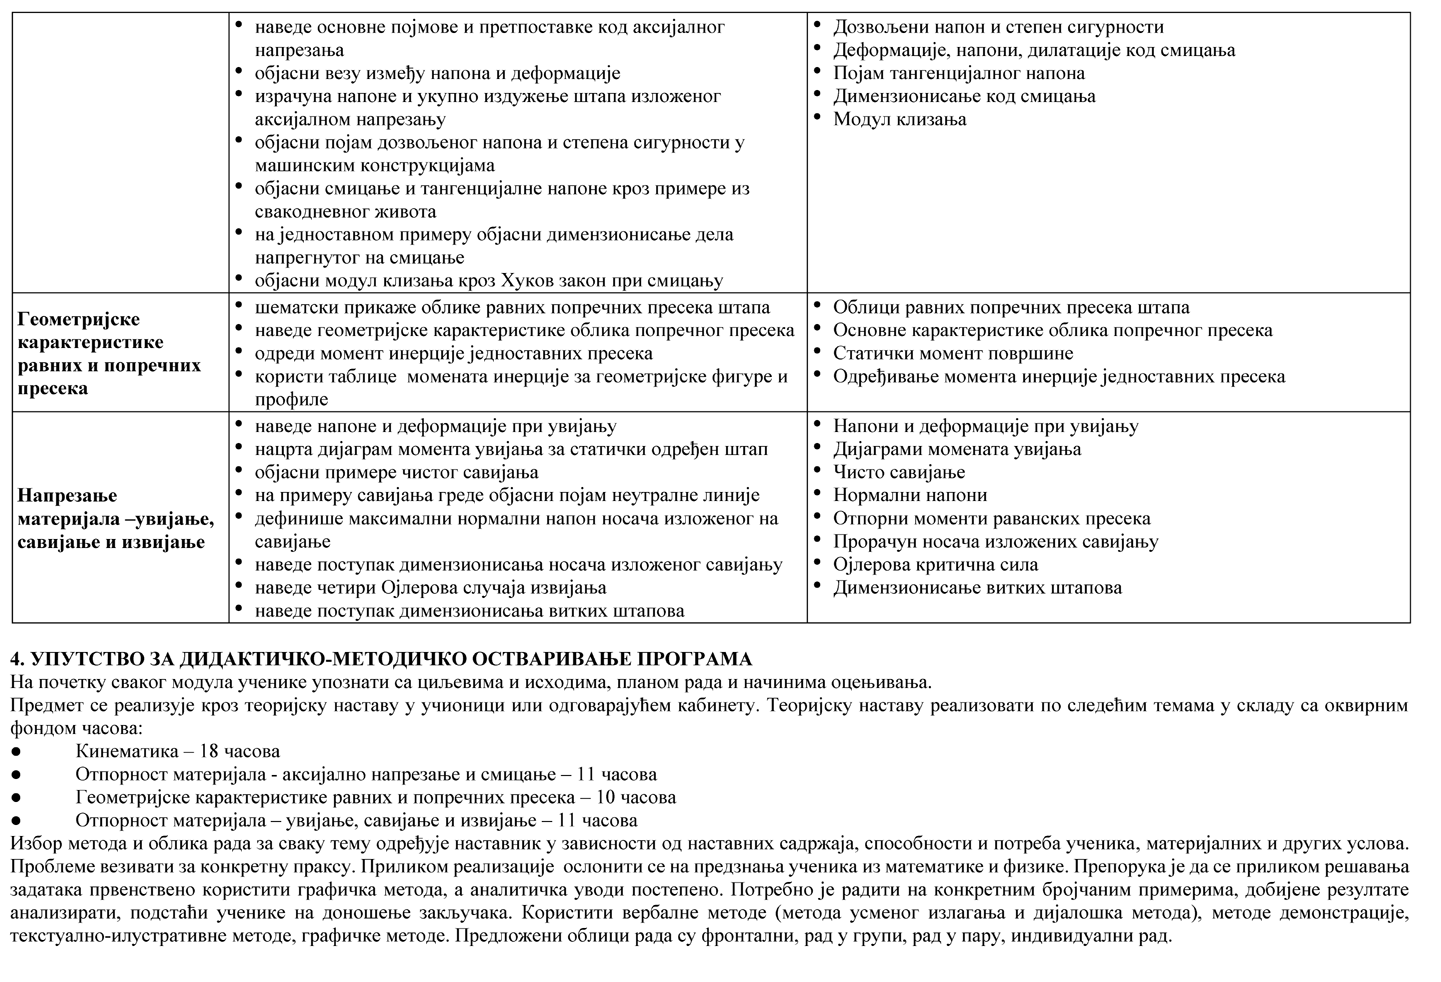 • наведе основне појмове и претпоставке код аксијалног
напрезања
• објасни везу између напона и деформације
• израчуна напоне и укупно издужење штапа изложеног
аксијалном напрезању
• објасни појам дозвољеног напона и степена сигурности у
машинским конструкцијама
• објасни смицање и тангенцијалне напоне кроз примере из
свакодневног живота
• на једноставном примеру објасни димензионисање дела
напрегнутог на смицање
• објасни модул клизања кроз Хуков закон при смицању
• Дозвољени напон и степен сигурности
• Деформације, напони, дилатације код смицања
• Појам тангенцијалног напона
• Димензионисање код смицања
• Модул клизања
Геометријске
карактеристике
равних и попречних
пресека
• шематски прикаже облике равних попречних пресека штапа
• наведе геометријске карактеристике облика попречног пресека
• одреди момент инерције једноставних пресека
• користи таблице  момената инерције за геометријске фигуре и
профиле
• Облици равних попречних пресека штапа
• Основне карактеристике облика попречног пресека
• Статички момент површине
• Одређивање момента инерције једноставних пресека
Напрезање
материјала –увијање,
савијање и извијање
• наведе напоне и деформације при увијању
• нацрта дијаграм момента увијања за статички одређен штап
• објасни примере чистог савијања
• на примеру савијања греде објасни појам неутралне линије
• дефинише максимални нормални напон носача изложеног на
савијање
• наведе поступак димензионисања носача изложеног савијању
• наведе четири Ојлерова случаја извијања
• наведе поступак димензионисања витких штапова
• Напони и деформације при увијању
• Дијаграми момената увијања
• Чисто савијање
• Нормални напони
• Отпорни моменти раванских пресека
• Прорачун носача изложених савијању
• Ојлерова критична сила
• Димензионисање витких штапова
4. УПУТСТВО ЗА ДИДАКТИЧКО-МЕТОДИЧКО ОСТВАРИВАЊЕ ПРОГРАМА
На почетку сваког модула ученике упознати са циљевима и исходима, планом рада и начинима оцењивања.
Предмет се реализује кроз теоријску наставу у учионици или одговарајућем кабинету. Теоријску наставу реализовати по следећим темама у складу са оквирним
фондом часова:
● Кинематика – 18 часова
● Отпорност материјала - аксијално напрезање и смицање – 11 часова
● Геометријске карактеристике равних и попречних пресека – 10 часова
● Отпорност материјала – увијање, савијање и извијање – 11 часова
Избор метода и облика рада за сваку тему одређује наставник у зависности од наставних садржаја, способности и потреба ученика, материјалних и других услова.
Проблеме везивати за конкретну праксу. Приликом реализације  ослонити се на предзнања ученика из математике и физике. Препорука је да се приликом решавања
задатака првенствено користити графичка метода, а аналитичка уводи постепено. Потребно је радити на конкретним бројчаним примерима, добијене резултате
анализирати, подстаћи ученике на доношење закључака. Користити вербалне методе (метода усменог излагања и дијалошка метода), методе демонстрације,
текстуално-илустративне методе, графичке методе. Предложени облици рада су фронтални, рад у групи, рад у пару, индивидуални рад.